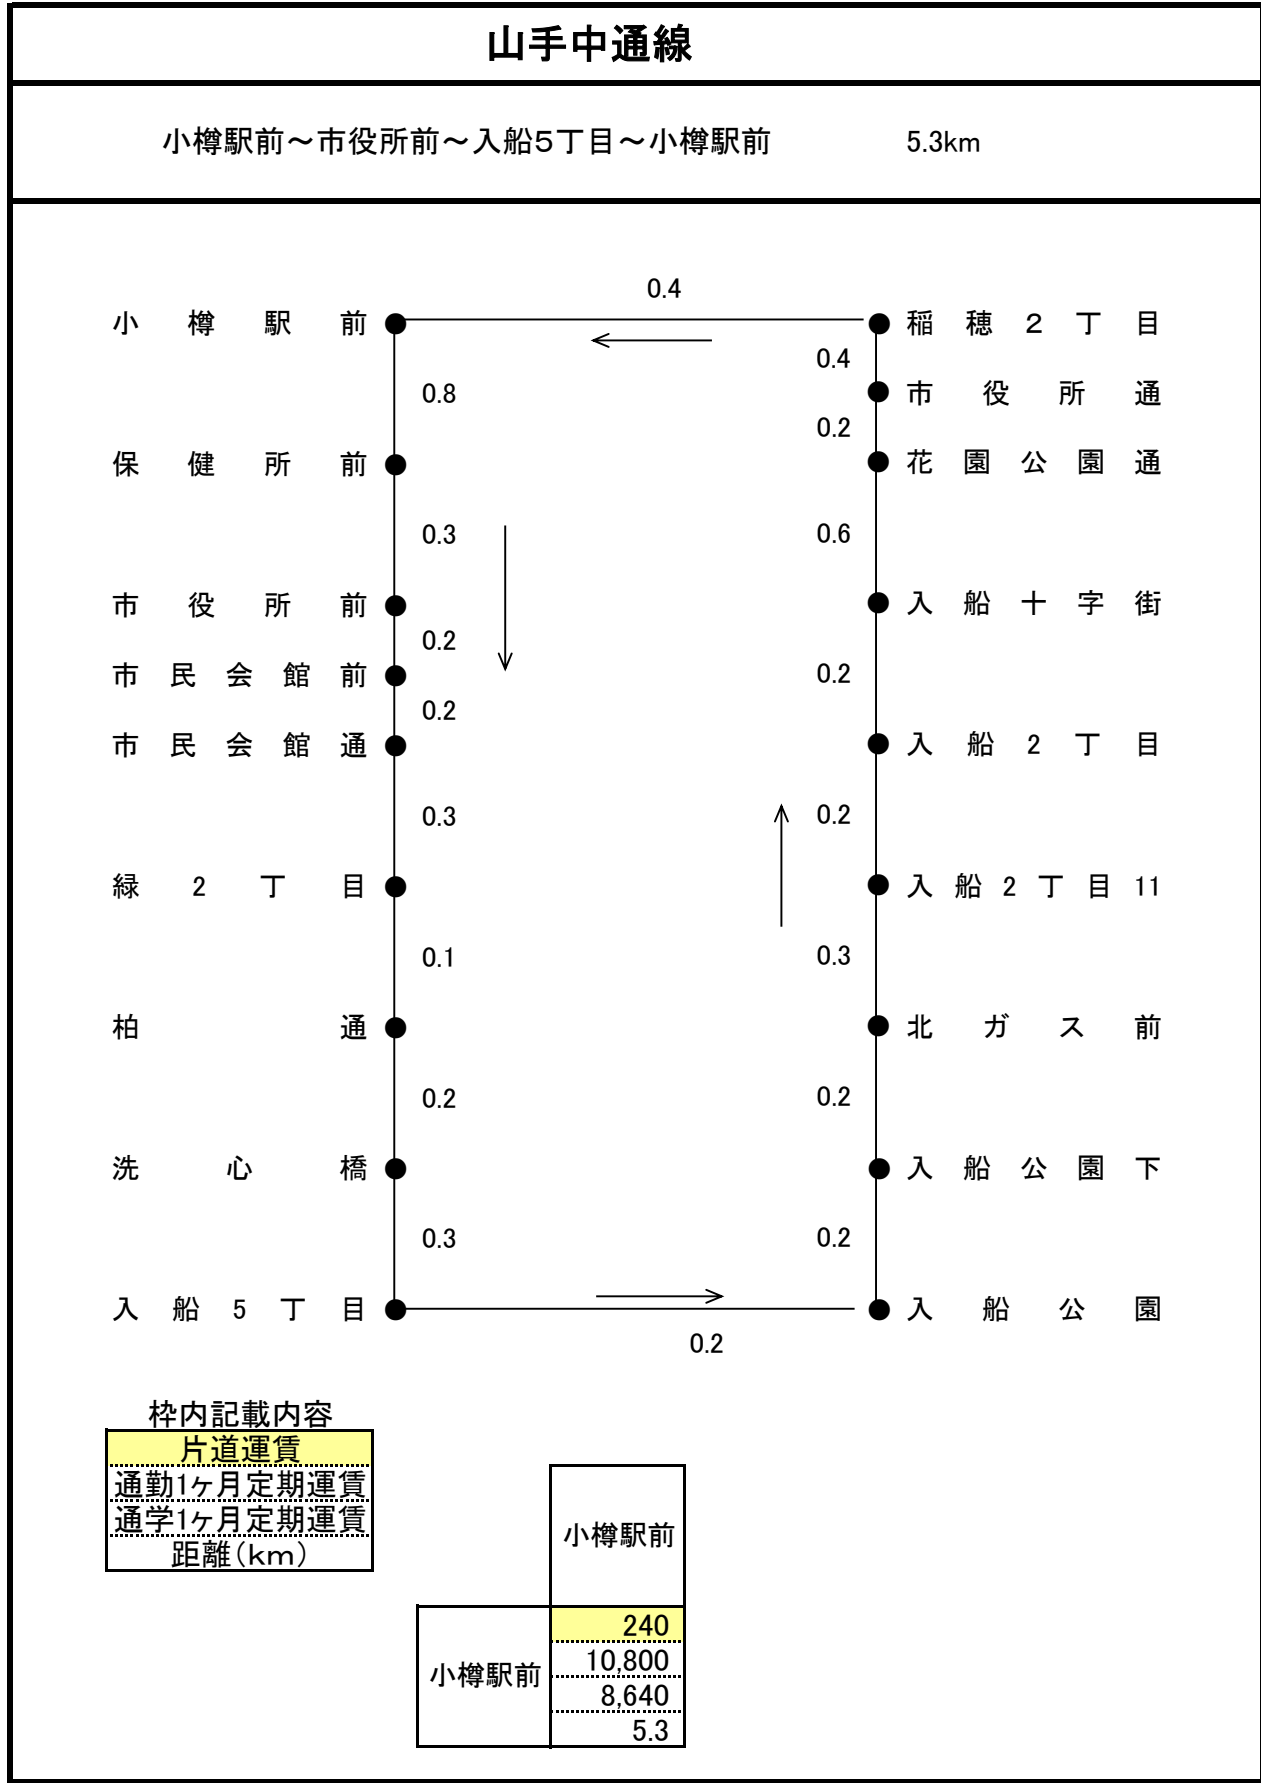 山手中通線
小樽駅前～市役所前～入船5丁目～小樽駅前 5.3km
0.4
小樽駅前 稲穂2丁目
0.4
0.8 市役所通
0.2
保健所前 花園公園通
0.3 0.6
市役所前 入船十字街
0.2
市民会館前 0.2
0.2
市民会館通 入船2丁目
0.3 0.2
緑2丁目 入船2丁目11
0.1 0.3
柏通 北ガス前
0.2 0.2
洗心橋 入船公園下
0.3 0.2
入船5丁目 入船公園
0.2
枠内記載内容
片道運賃
通勤1ヶ月定期運賃
通学1ヶ月定期運賃
距離(km)
小樽駅前
小樽駅前
240
10,800
8,640
5.3